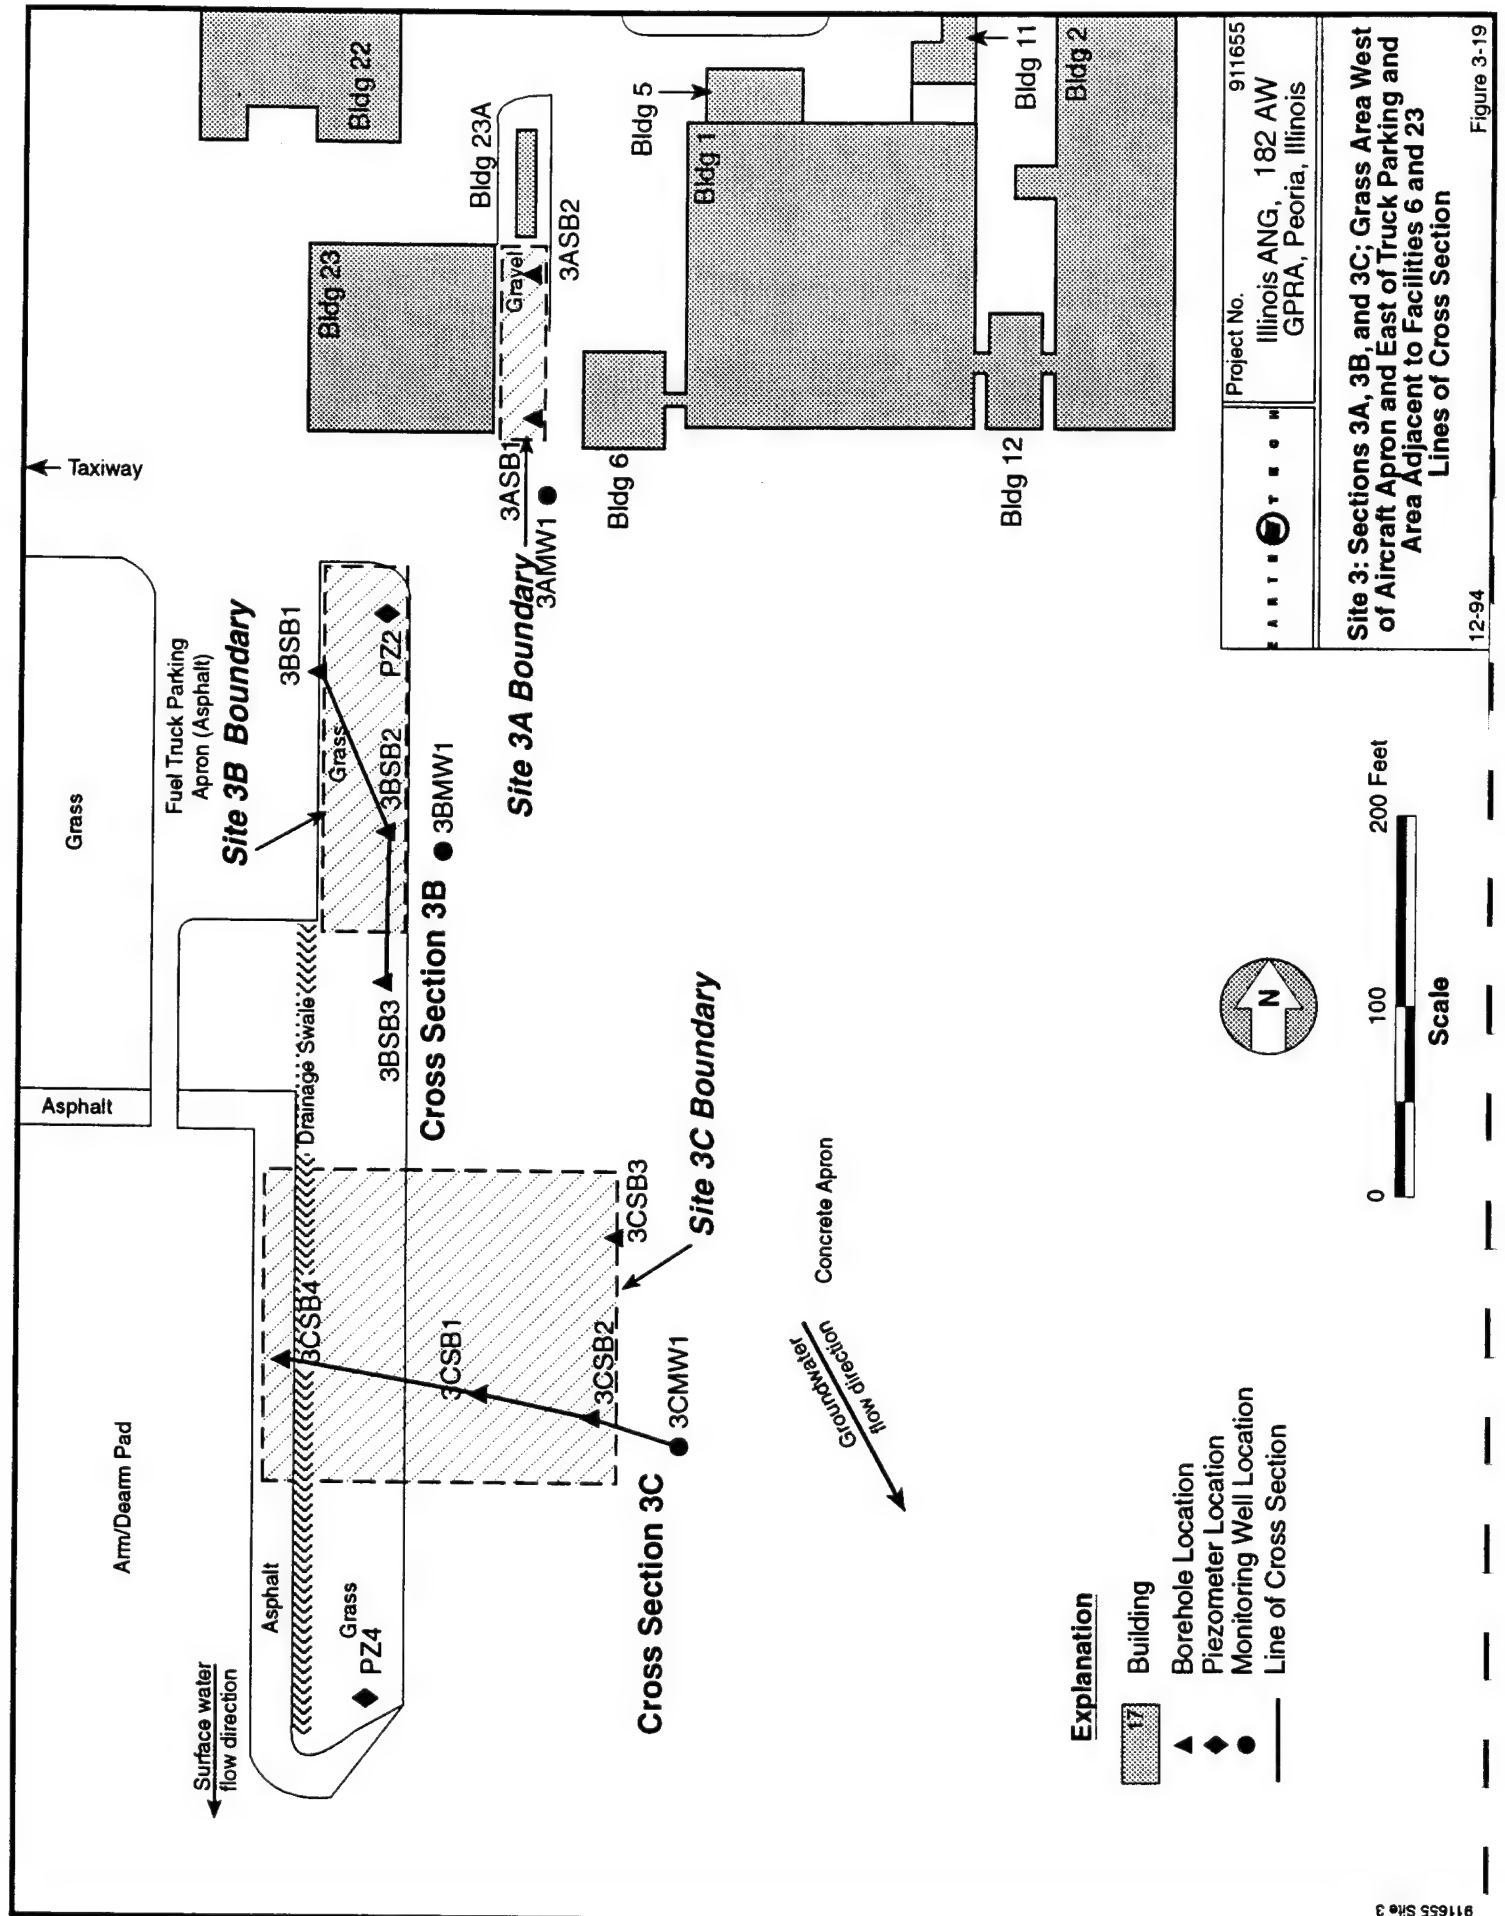 Bldg 22
Taxiway
Bldg 23
Bldg 23A
Gravel
3ASB2
3ASB1
3AMW1
Site 3A Boundary
Bldg 5
Bldg 1
Bldg 6
Bldg 11
Bldg 2
Bldg 12
Grass
Fuel Truck Parking
Apron (Asphalt)
Site 3B Boundary
3BSB1
PZ2
Grass
3BSB2
3BMW1
3BSB3
Cross Section 3B
Asphalt
Drainage Swale
Site 3C Boundary
3CSB3
3CSB4
3CSB1
3CSB2
3CMW1
Cross Section 3C
Arm/Dearm Pad
Asphalt
Grass
PZ4
Surface water
flow direction
Concrete Apron
Groundwater
flow direction
N
0
100
200 Feet
Scale
Explanation
17
Building
Borehole Location
Piezometer Location
Monitoring Well Location
Line of Cross Section
EARTH TECH
Project No.
911655
Illinois ANG, 182 AW
GPRA, Peoria, Illinois
Site 3: Sections 3A, 3B, and 3C; Grass Area West
of Aircraft Apron and East of Truck Parking and
Area Adjacent to Facilities 6 and 23
Lines of Cross Section
12-94
Figure 3-19
911655 Site 3